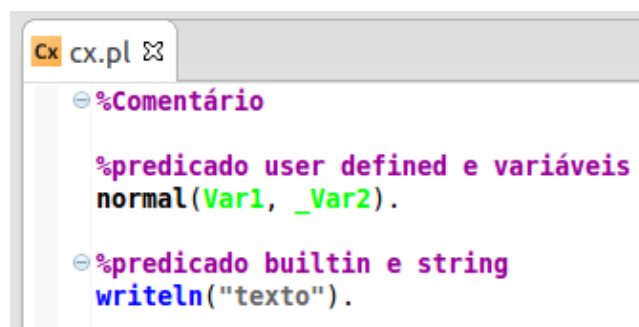 Cx cx.pl
%Comentário
%predicado user defined e variáveis
normal(Var1, _Var2).
%predicado builtin e string
writeln("texto").